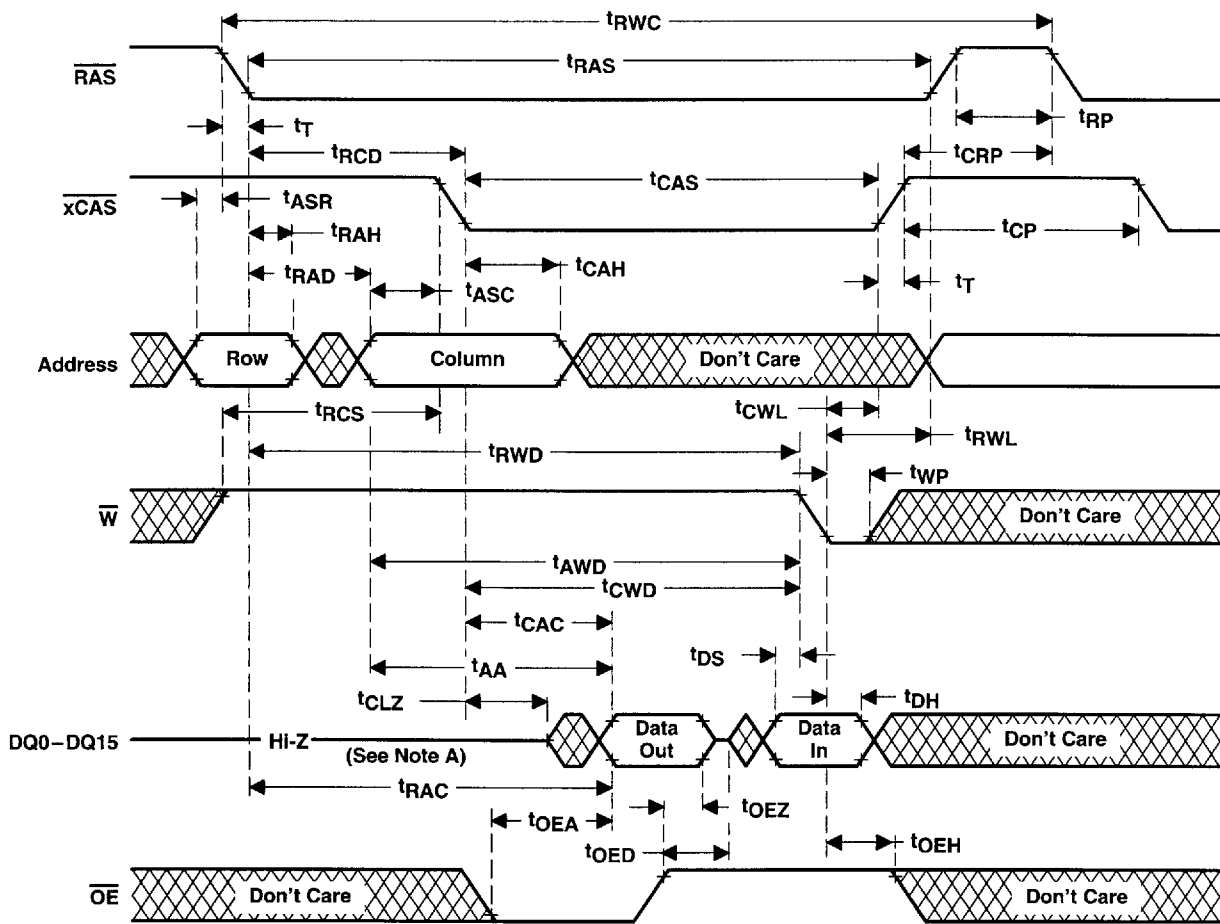 tRWC
RAS
tRAS
tT
tRP
tRCD
tCRP
xCAS
tASR
tCAS
tRAH
tCP
tRAD
tCAH
tASC
tT
Address
Row
Column
Don't Care
tRCS
tCWL
tRWL
tRWD
tWP
W
Don't Care
tAWD
tCWD
tCAC
tDS
tAA
tCLZ
tDH
DQ0–DQ15
Hi-Z
(See Note A)
Data Out
Data In
Don't Care
tRAC
tOEZ
tOEA
tOED
tOEH
OE
Don't Care
Don't Care